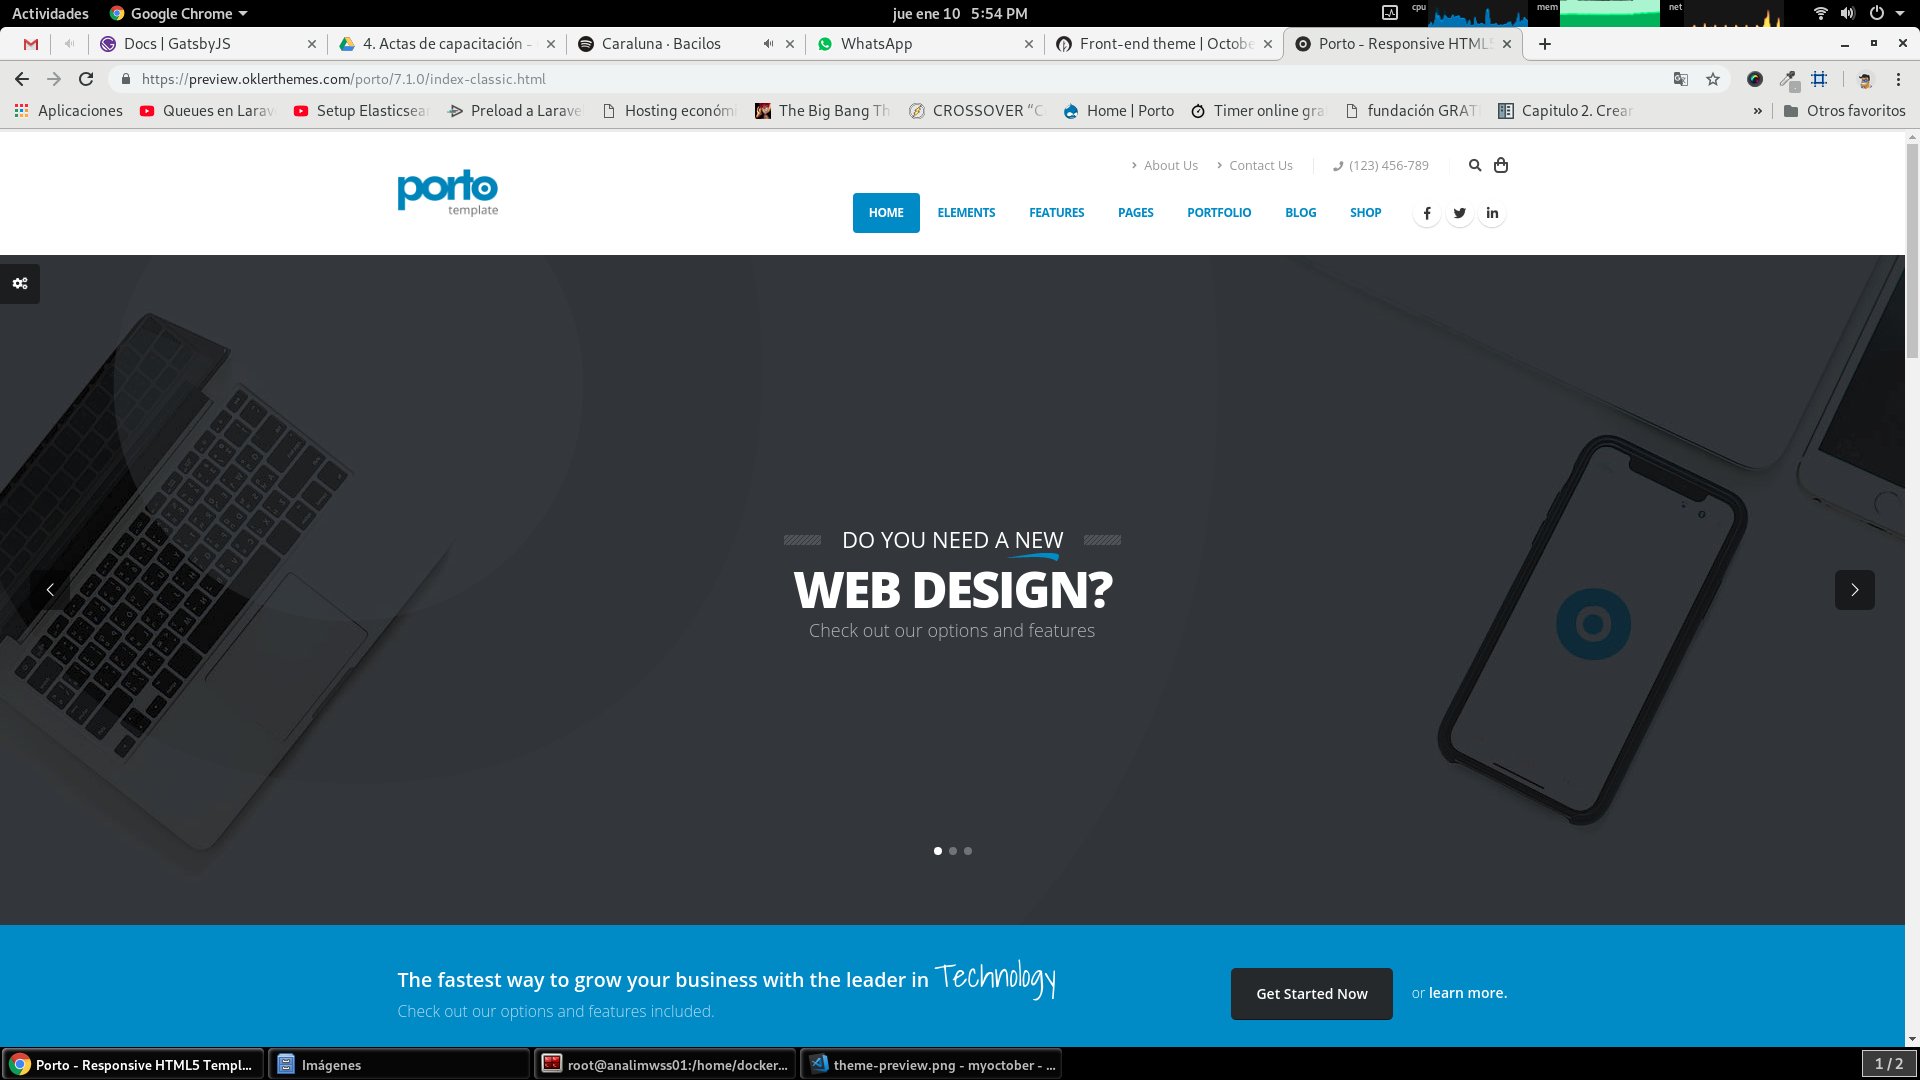 Actividades Google Chrome jue ene 10 5:54 PM cpu mem net
Docs | GatsbyJS 4. Actas de capacitación - Caraluna · Bacilos WhatsApp Front-end theme | Octobe Porto - Responsive HTML5
https://preview.oklerthemes.com/porto/7.1.0/index-classic.html
Aplicaciones Queues en Larav Setup Elasticsear Preload a Larave Hosting económi The Big Bang Th CROSSOVER “C Home | Porto Timer online gra fundación GRATI Capitulo 2. Crear » Otros favoritos
porto
template
About Us Contact Us (123) 456-789
HOME ELEMENTS FEATURES PAGES PORTFOLIO BLOG SHOP
DO YOU NEED A NEW
WEB DESIGN?
Check out our options and features
The fastest way to grow your business with the leader in Technology
Check out our options and features included.
Get Started Now or learn more.
Porto - Responsive HTML5 Templ... Imágenes root@analimwss01:/home/docker... theme-preview.png - myoctober - ... 1 / 2